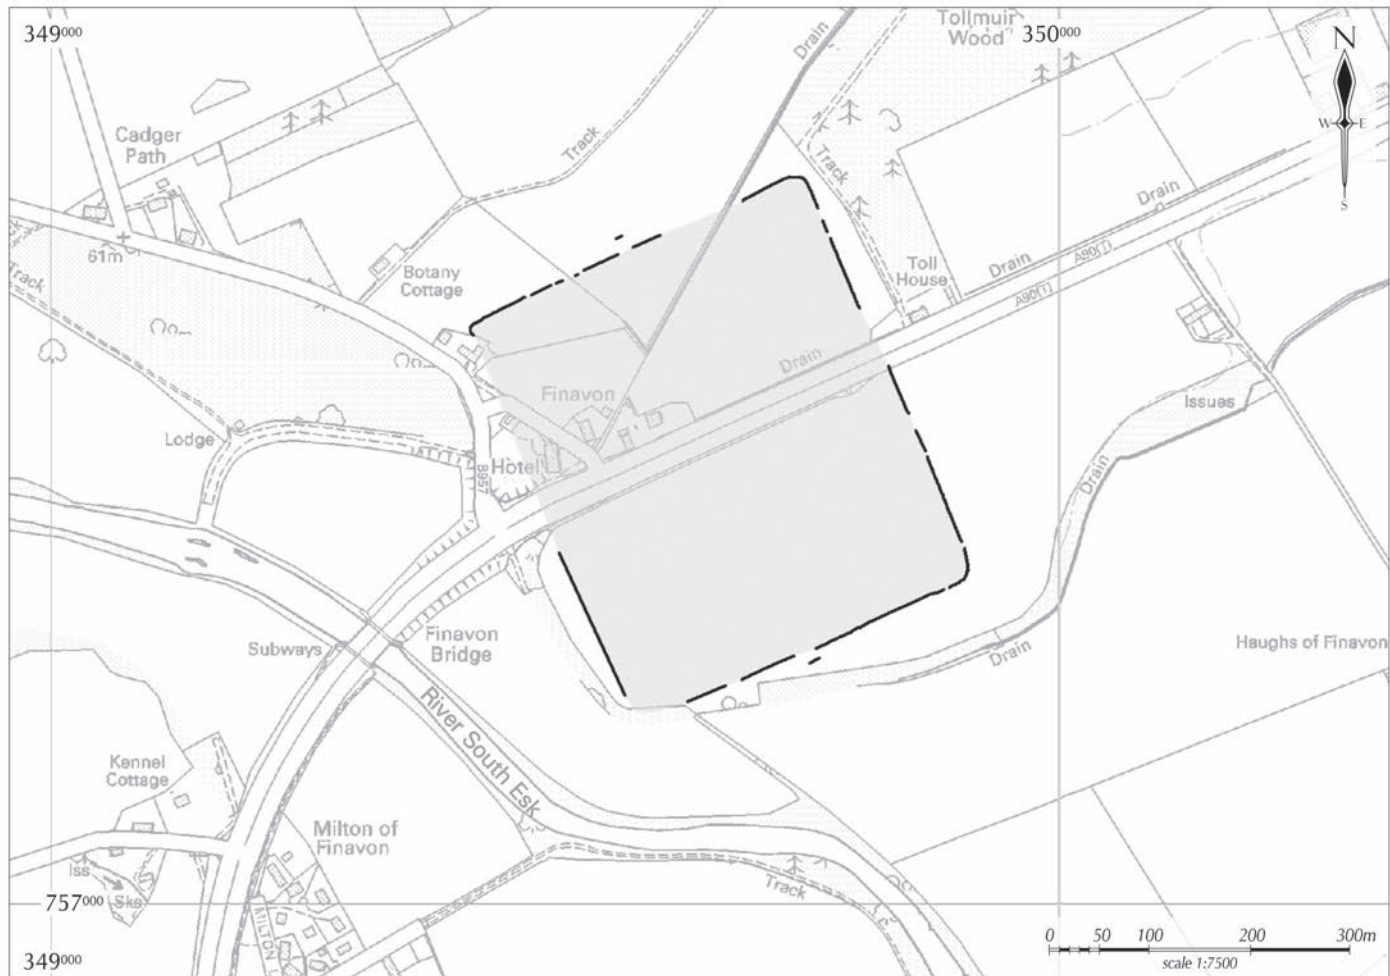 349000
Tollmuir
Wood
350000
N
W
E
S
Drain
Track
Cadger
Path
Track
Drain
61m
Track
Botany
Cottage
Toll
House
Drain
A90(T)
A90(T)
Drain
Finavon
Issues
Lodge
Hotel
B957
Drain
Subways
Finavon
Bridge
Haughs of Finavon
Drain
River South Esk
Kennel
Cottage
Milton of
Finavon
Iss
Sks
Track
757000
MILTON L
349000
0 50 100 200 300m
scale 1:7500